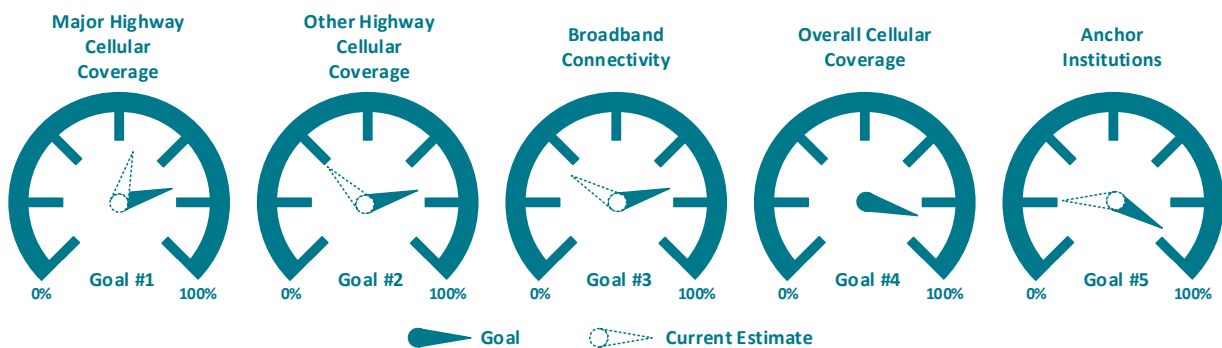 Major Highway
Cellular
Coverage
Other Highway
Cellular
Coverage
Broadband
Connectivity
Overall Cellular
Coverage
Anchor
Institutions
Goal #1
0%
100%
Goal #2
0%
100%
Goal #3
0%
100%
Goal #4
0%
100%
Goal #5
0%
100%
Goal
Current Estimate